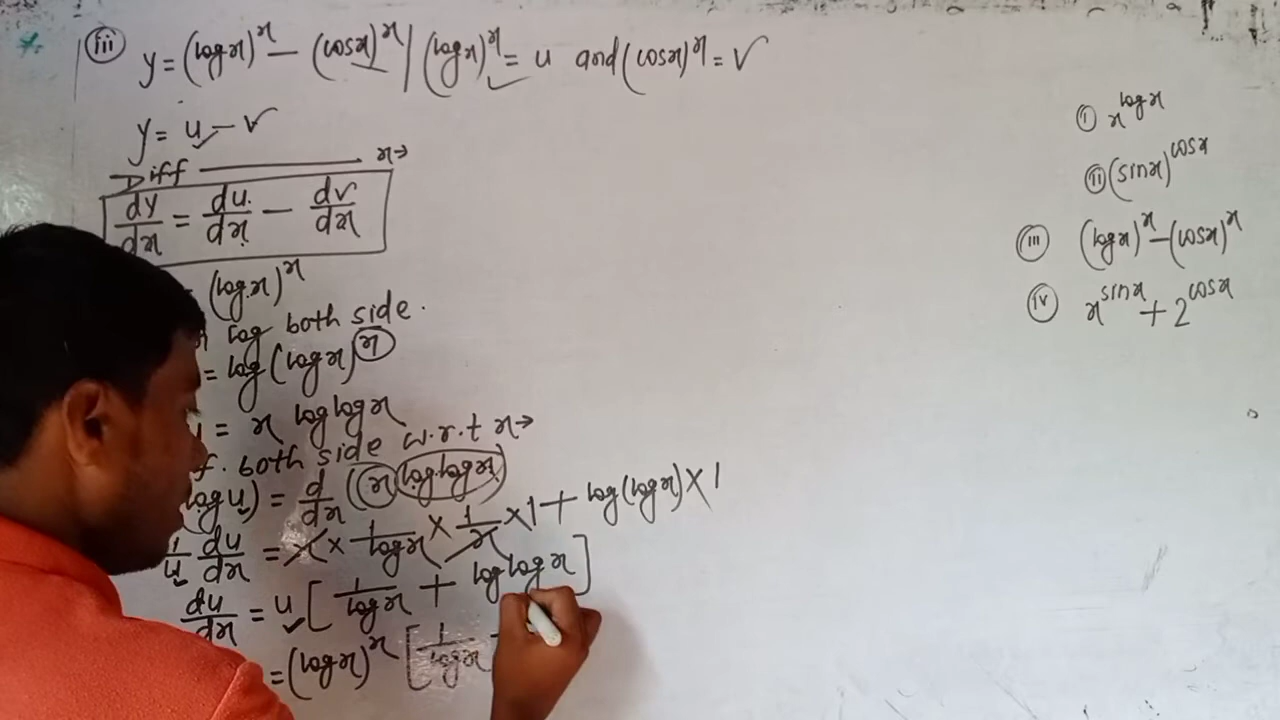 (iii) y = (log x)^x − (cos x)^x | (log x)^x = u and (cos x)^x = v
y = u − v
Diff ——— x→
dy/dx = du/dx − dv/dx
(log x)^x
log both side.
= log (log x)^x
= x log log x
f. both side w.r.t x→
log u) = d/dx (x log log x)
1/u du/dx = x × 1/log x × 1/x × 1 + log(log x) × 1
du/dx = u [ 1/log x + log log x ]
= (log x)^x [ 1/log x
(i) x^log x
(ii) (sin x)^cos x
(iii) (log x)^x − (cos x)^x
(iv) x^sin x + 2^cos x